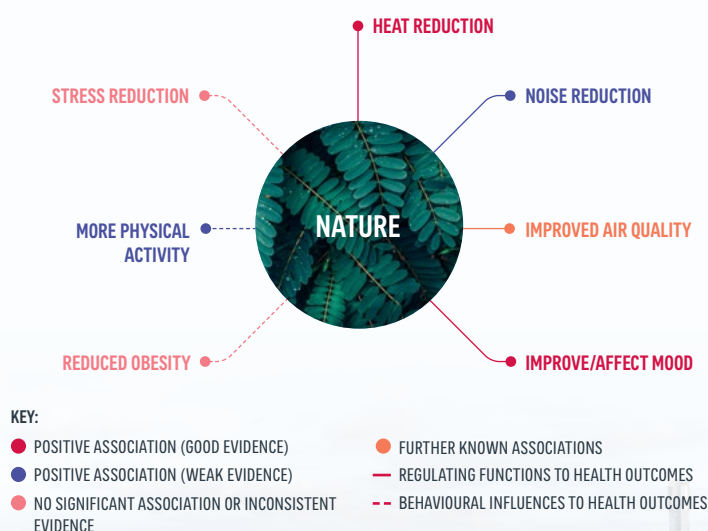 HEAT REDUCTION
STRESS REDUCTION
NOISE REDUCTION
NATURE
MORE PHYSICAL
ACTIVITY
IMPROVED AIR QUALITY
REDUCED OBESITY
IMPROVE/AFFECT MOOD
KEY:
POSITIVE ASSOCIATION (GOOD EVIDENCE)
POSITIVE ASSOCIATION (WEAK EVIDENCE)
NO SIGNIFICANT ASSOCIATION OR INCONSISTENT
EVIDENCE
FURTHER KNOWN ASSOCIATIONS
REGULATING FUNCTIONS TO HEALTH OUTCOMES
BEHAVIOURAL INFLUENCES TO HEALTH OUTCOMES